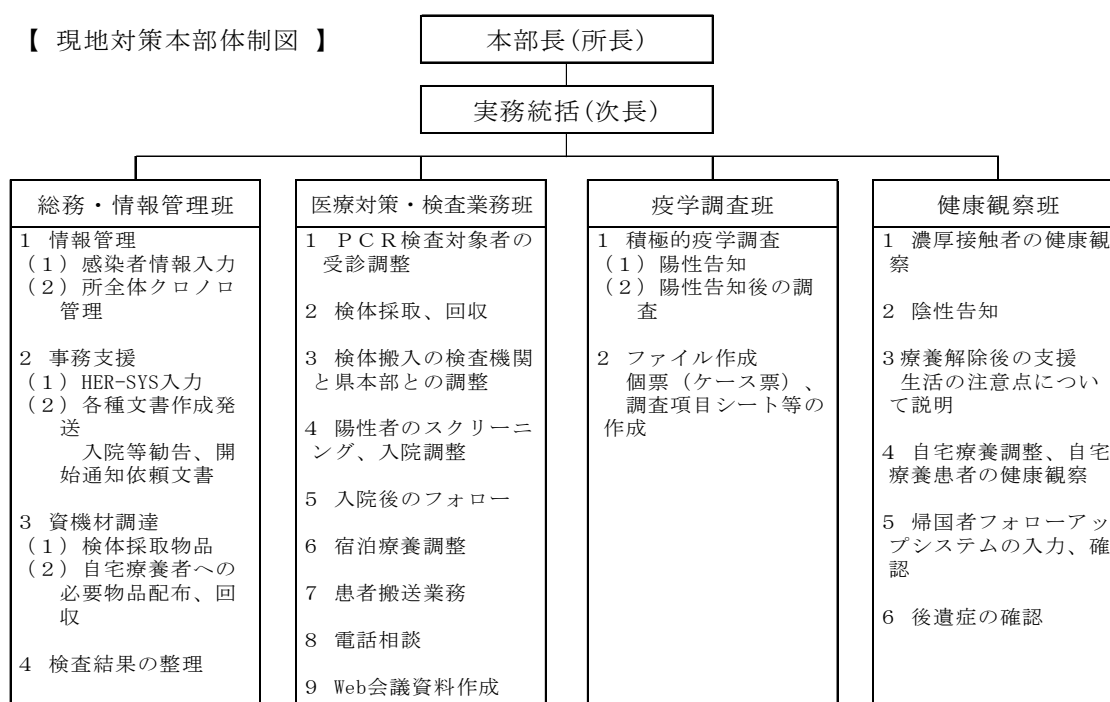 【 現地対策本部体制図 】
本部長(所長)
実務統括(次長)
総務・情報管理班
1 情報管理
(1) 感染者情報入力
(2) 所全体クロノロ
管理
2 事務支援
(1) HER-SYS入力
(2) 各種文書作成発
送
入院等勧告、開
始通知依頼文書
3 資機材調達
(1) 検体採取物品
(2) 自宅療養者への
必要物品配布、回
収
4 検査結果の整理
医療対策・検査業務班
1 PCR検査対象者の
受診調整
2 検体採取、回収
3 検体搬入の検査機関
と県本部との調整
4 陽性者のスクリーニ
ング、入院調整
5 入院後のフォロー
6 宿泊療養調整
7 患者搬送業務
8 電話相談
9 Web会議資料作成
疫学調査班
1 積極的疫学調査
(1) 陽性告知
(2) 陽性告知後の調
査
2 ファイル作成
個票（ケース票）、
調査項目シート等の
作成
健康観察班
1 濃厚接触者の健康観
察
2 陰性告知
3療養解除後の支援
生活の注意点につい
て説明
4 自宅療養調整、自宅
療養患者の健康観察
5 帰国者フォローアッ
プシステムの入力、確
認
6 後遺症の確認